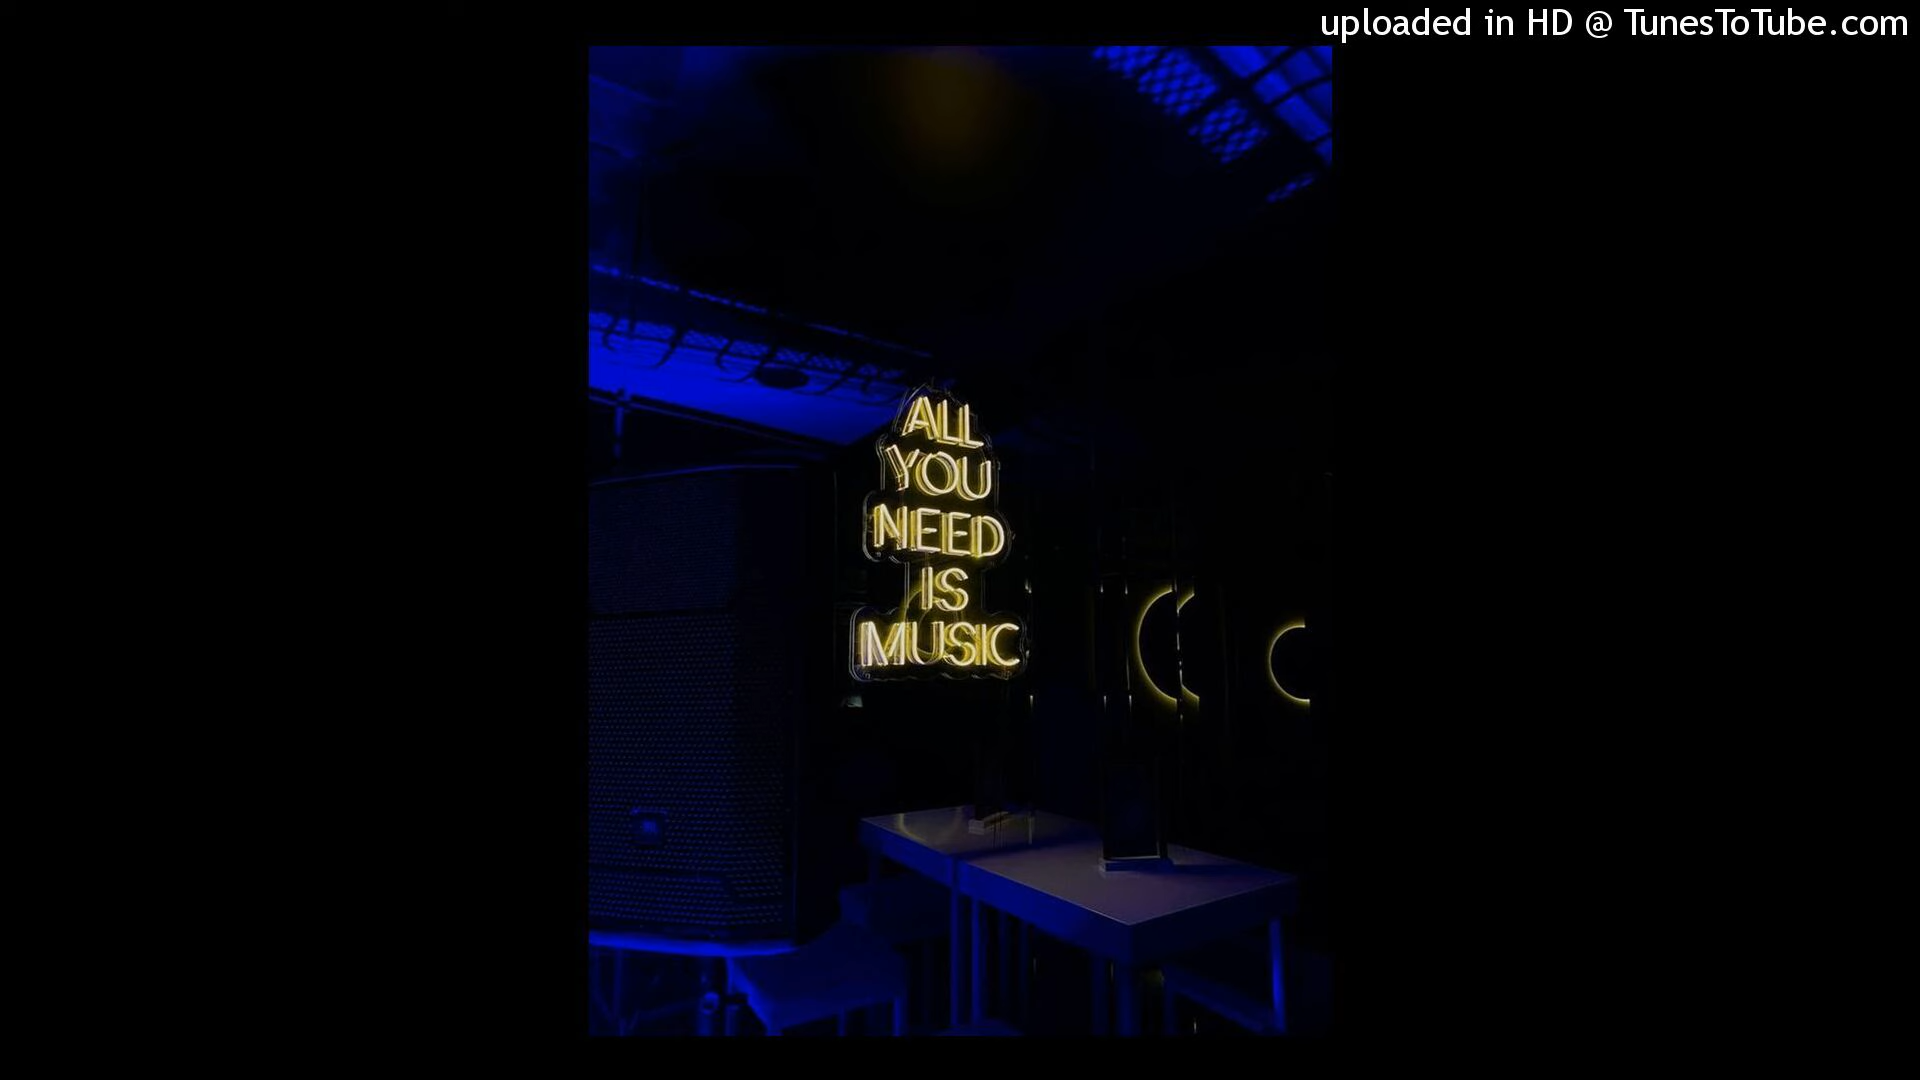 uploaded in HD @ TunesToTube.com
ALL
YOU
NEED
IS
MUSIC